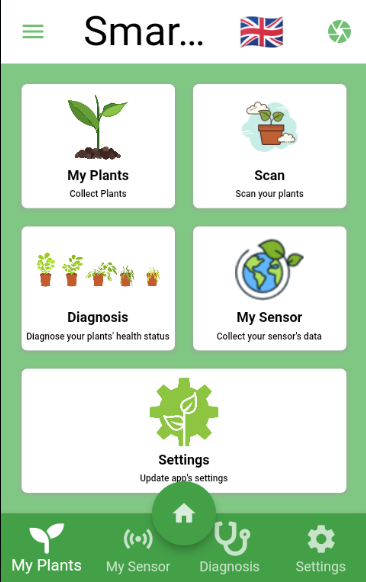 Smar...
My Plants
Collect Plants
Scan
Scan your plants
Diagnosis
Diagnose your plants' health status
My Sensor
Collect your sensor's data
Settings
Update app's settings
My Plants
My Sensor
Diagnosis
Settings